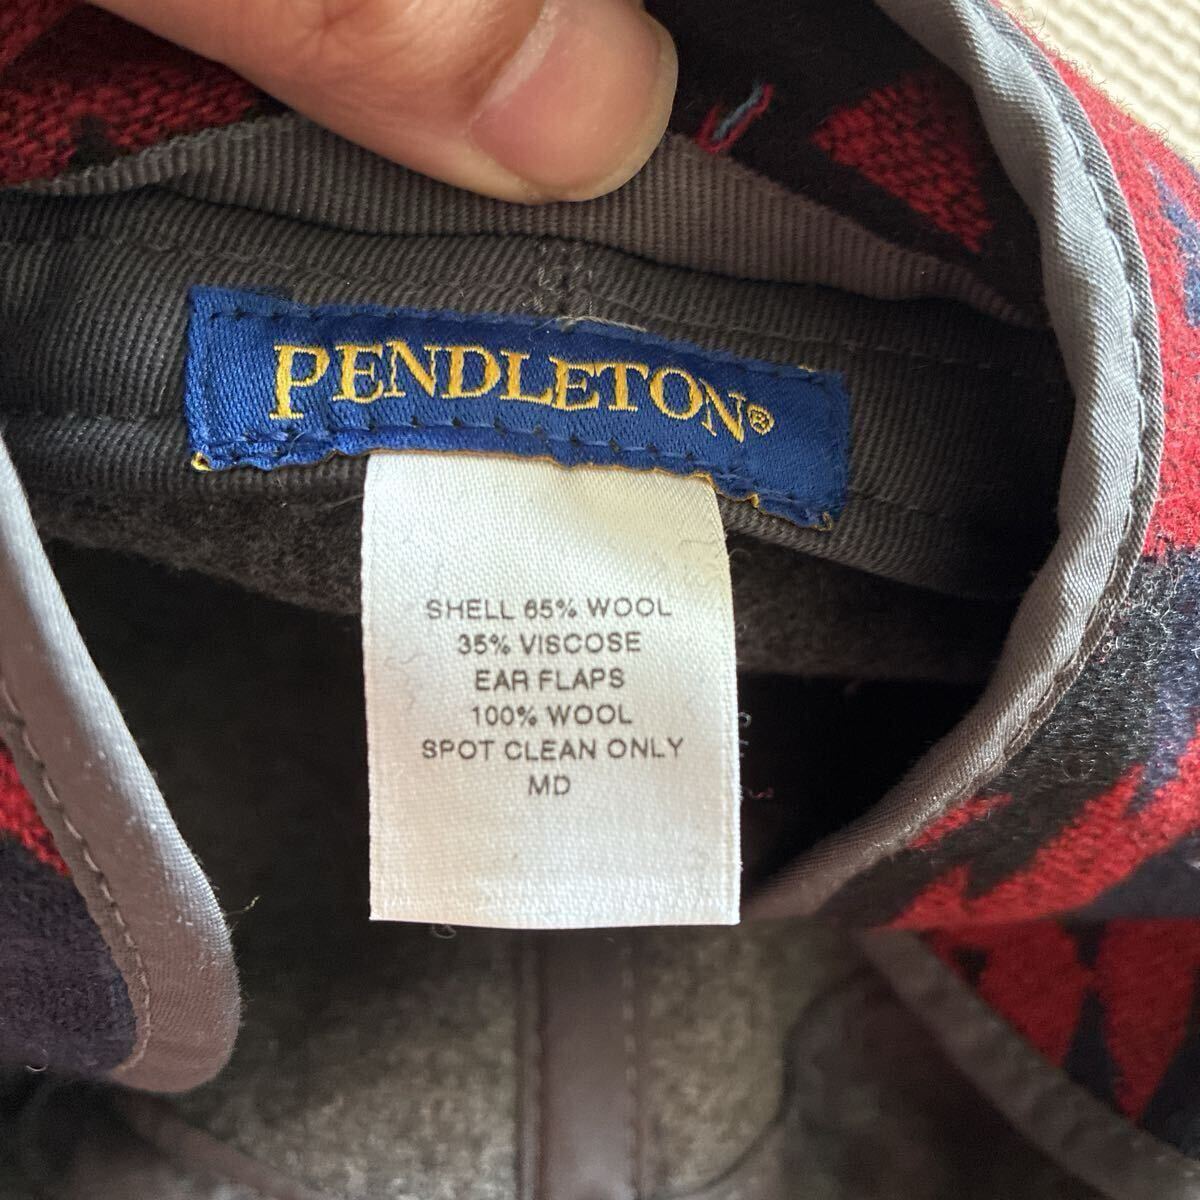 PENDLETON®
SHELL 65% WOOL
35% VISCOSE
EAR FLAPS
100% WOOL
SPOT CLEAN ONLY
MD